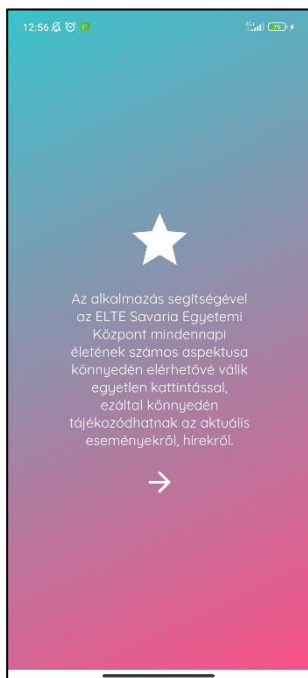 12:56
79
Az alkalmazás segítségével
az ELTE Savaria Egyetemi
Központ mindennapi
életének számos aspektusa
könnyedén elérhetővé válik
egyetlen kattintással,
ezáltal könnyedén
tájékozódhatnak az aktuális
eseményekről, hírekről.